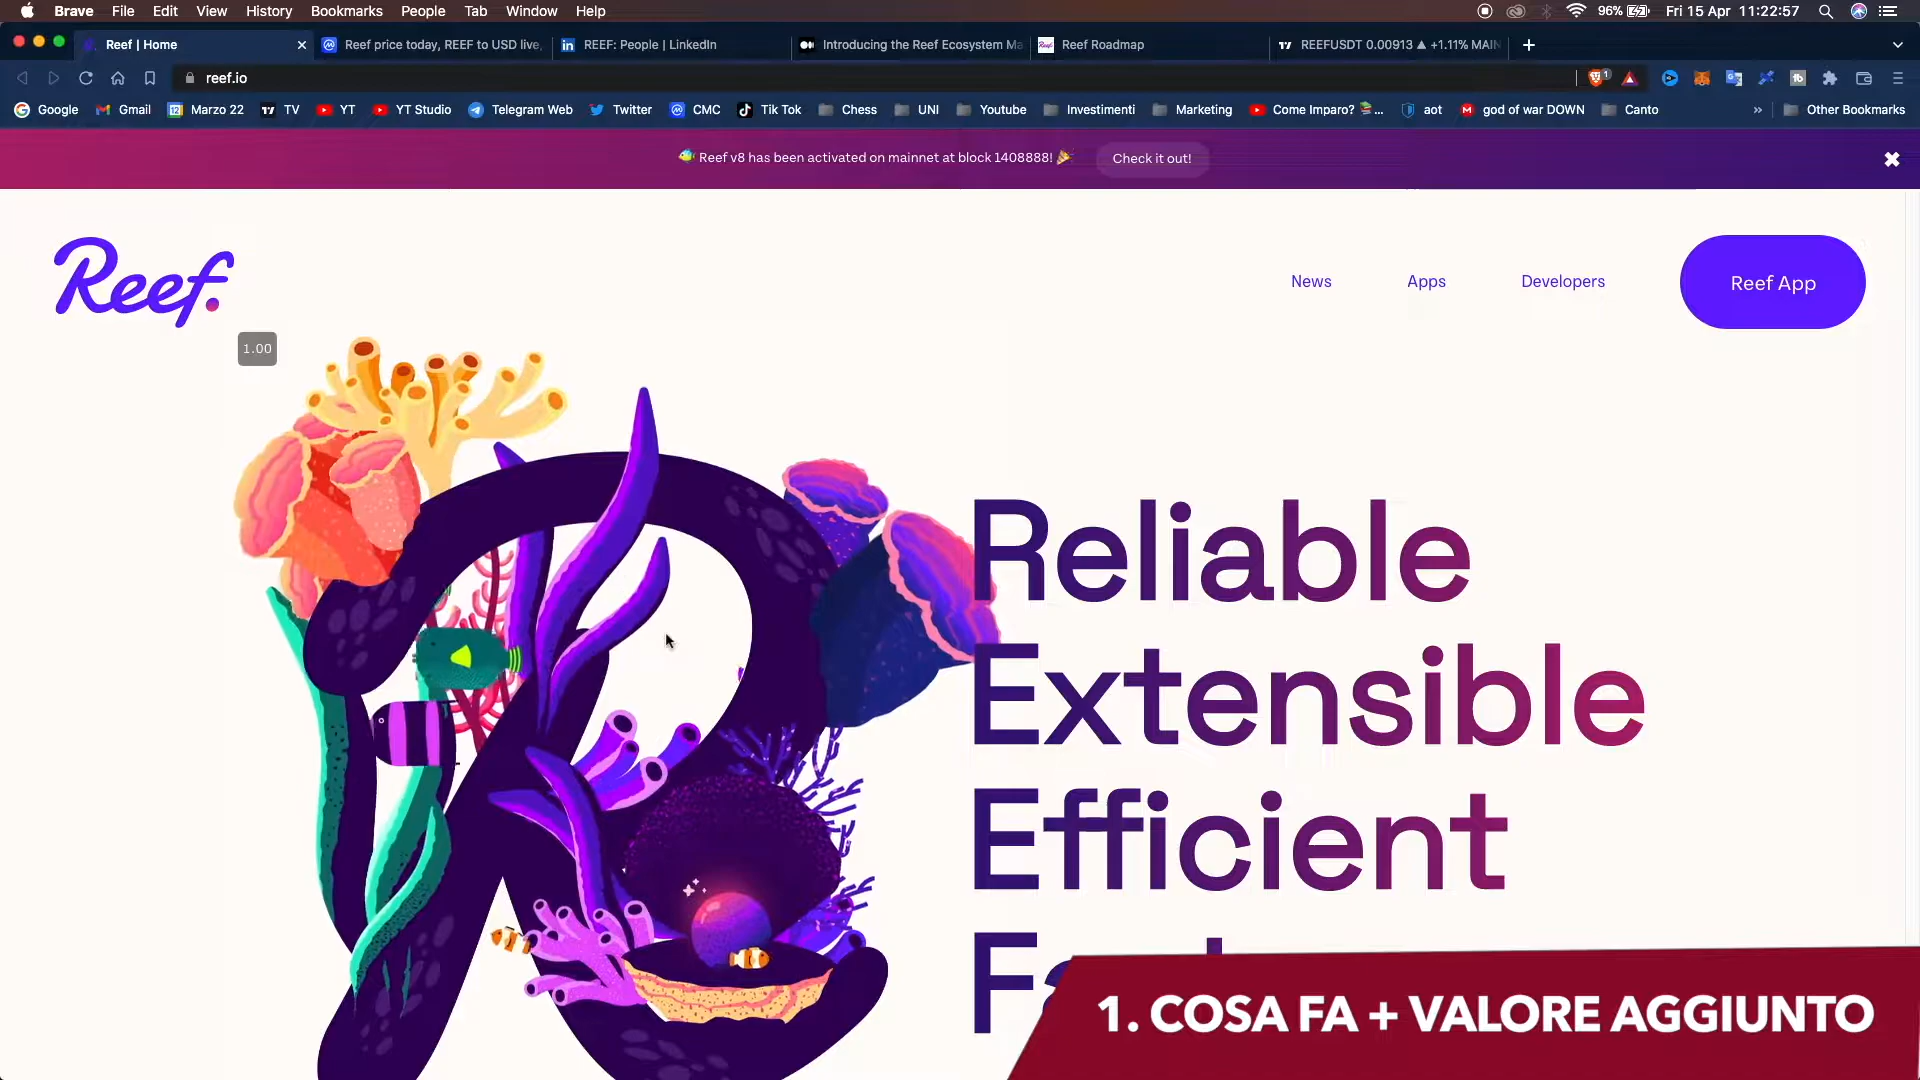 Brave File Edit View History Bookmarks People Tab Window Help 96% Fri 15 Apr 11:22:57
Reef | Home Reef price today, REEF to USD live, REEF: People | LinkedIn Introducing the Reef Ecosystem Ma Reef Roadmap REEFUSDT 0.00913 ▲ +1.11% MAIN
reef.io
Google Gmail Marzo 22 TV YT YT Studio Telegram Web Twitter CMC Tik Tok Chess UNI Youtube Investimenti Marketing Come Imparo? 📚... aot god of war DOWN Canto » Other Bookmarks
Reef v8 has been activated on mainnet at block 1408888! 🎉 Check it out!
Reef.
News Apps Developers Reef App
1.00
Reliable
Extensible
Efficient
1. COSA FA + VALORE AGGIUNTO